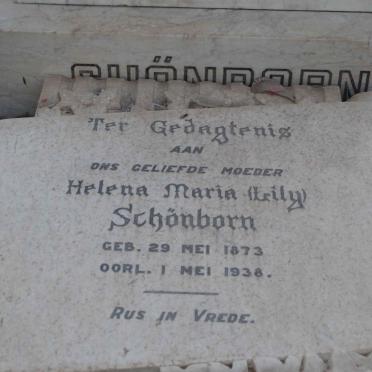 SCHÖNBORN
Ter Gedagtenis
AAN
ONS GELIEFDE MOEDER
Helena Maria (Lily)
Schönborn
GEB. 29 MEI 1873
OORL. 1 MEI 1938.
RUS IN VREDE.